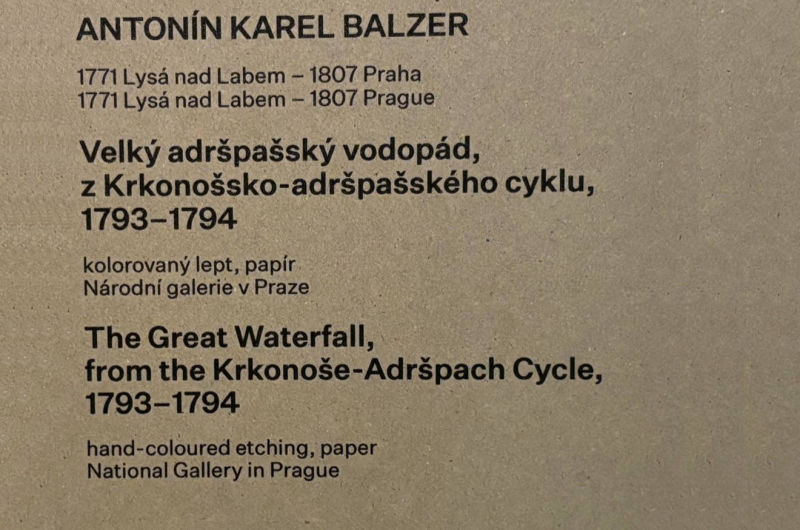 ANTONÍN KAREL BALZER
1771 Lysá nad Labem – 1807 Praha
1771 Lysá nad Labem – 1807 Prague
Velký adršpašský vodopád,
z Krkonošsko-adršpašského cyklu,
1793–1794
kolorovaný lept, papír
Národní galerie v Praze
The Great Waterfall,
from the Krkonoše-Adršpach Cycle,
1793–1794
hand-coloured etching, paper
National Gallery in Prague